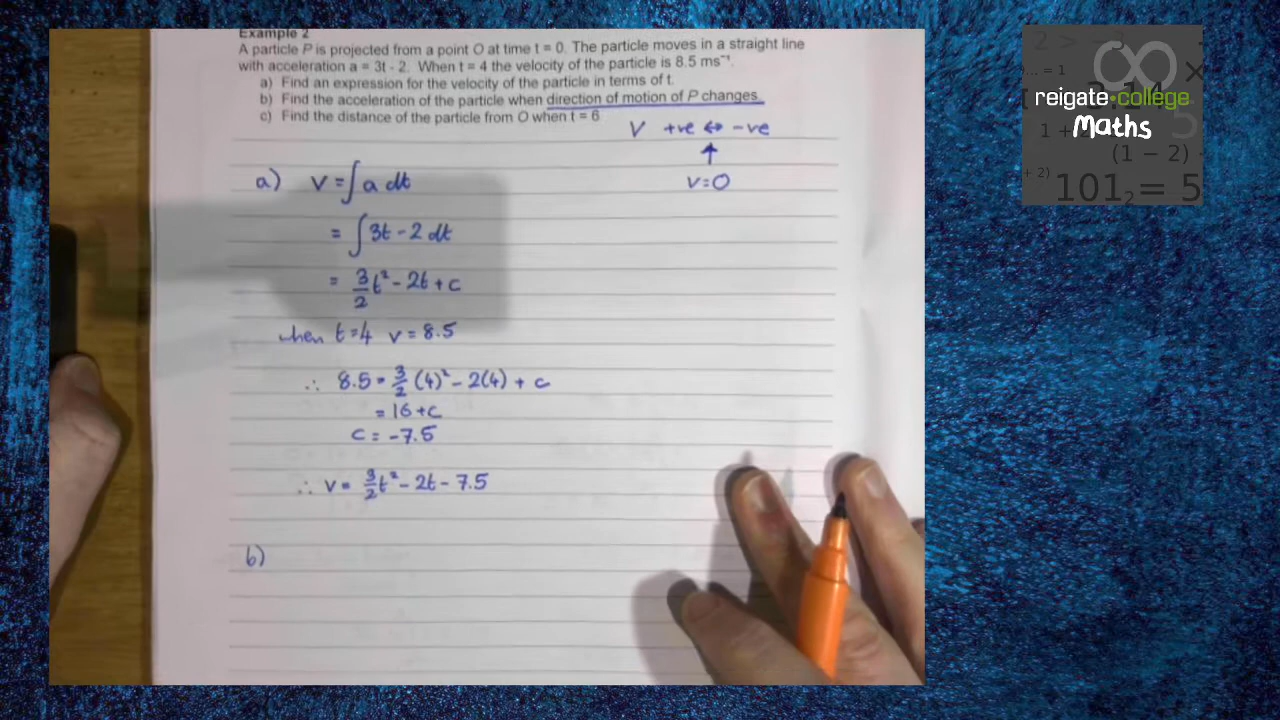 Example 2
A particle P is projected from a point O at time t = 0. The particle moves in a straight line
with acceleration a = 3t - 2. When t = 4 the velocity of the particle is 8.5 ms⁻¹.
a) Find an expression for the velocity of the particle in terms of t.
b) Find the acceleration of the particle when direction of motion of P changes.
c) Find the distance of the particle from O when t = 6
V +ve ↔ -ve
↑
v=0
a) v = ∫ a dt
= ∫ 3t - 2 dt
= 3/2 t² - 2t + c
when t=4 v = 8.5
∴ 8.5 = 3/2 (4)² - 2(4) + c
= 16 + c
c = -7.5
∴ v = 3/2 t² - 2t - 7.5
b)
∞
reigate·college
Maths
3.14
×
= 1
5
(1 − 2)
+ 2)
101₂ = 5